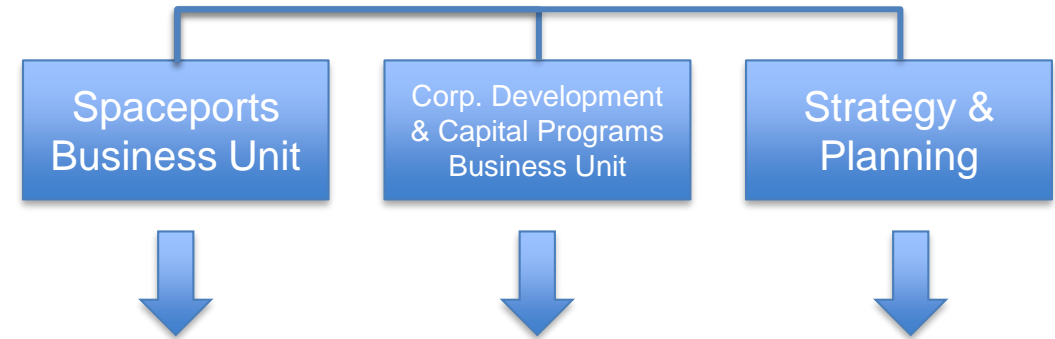 Spaceports
Business Unit
Corp. Development
& Capital Programs
Business Unit
Strategy &
Planning